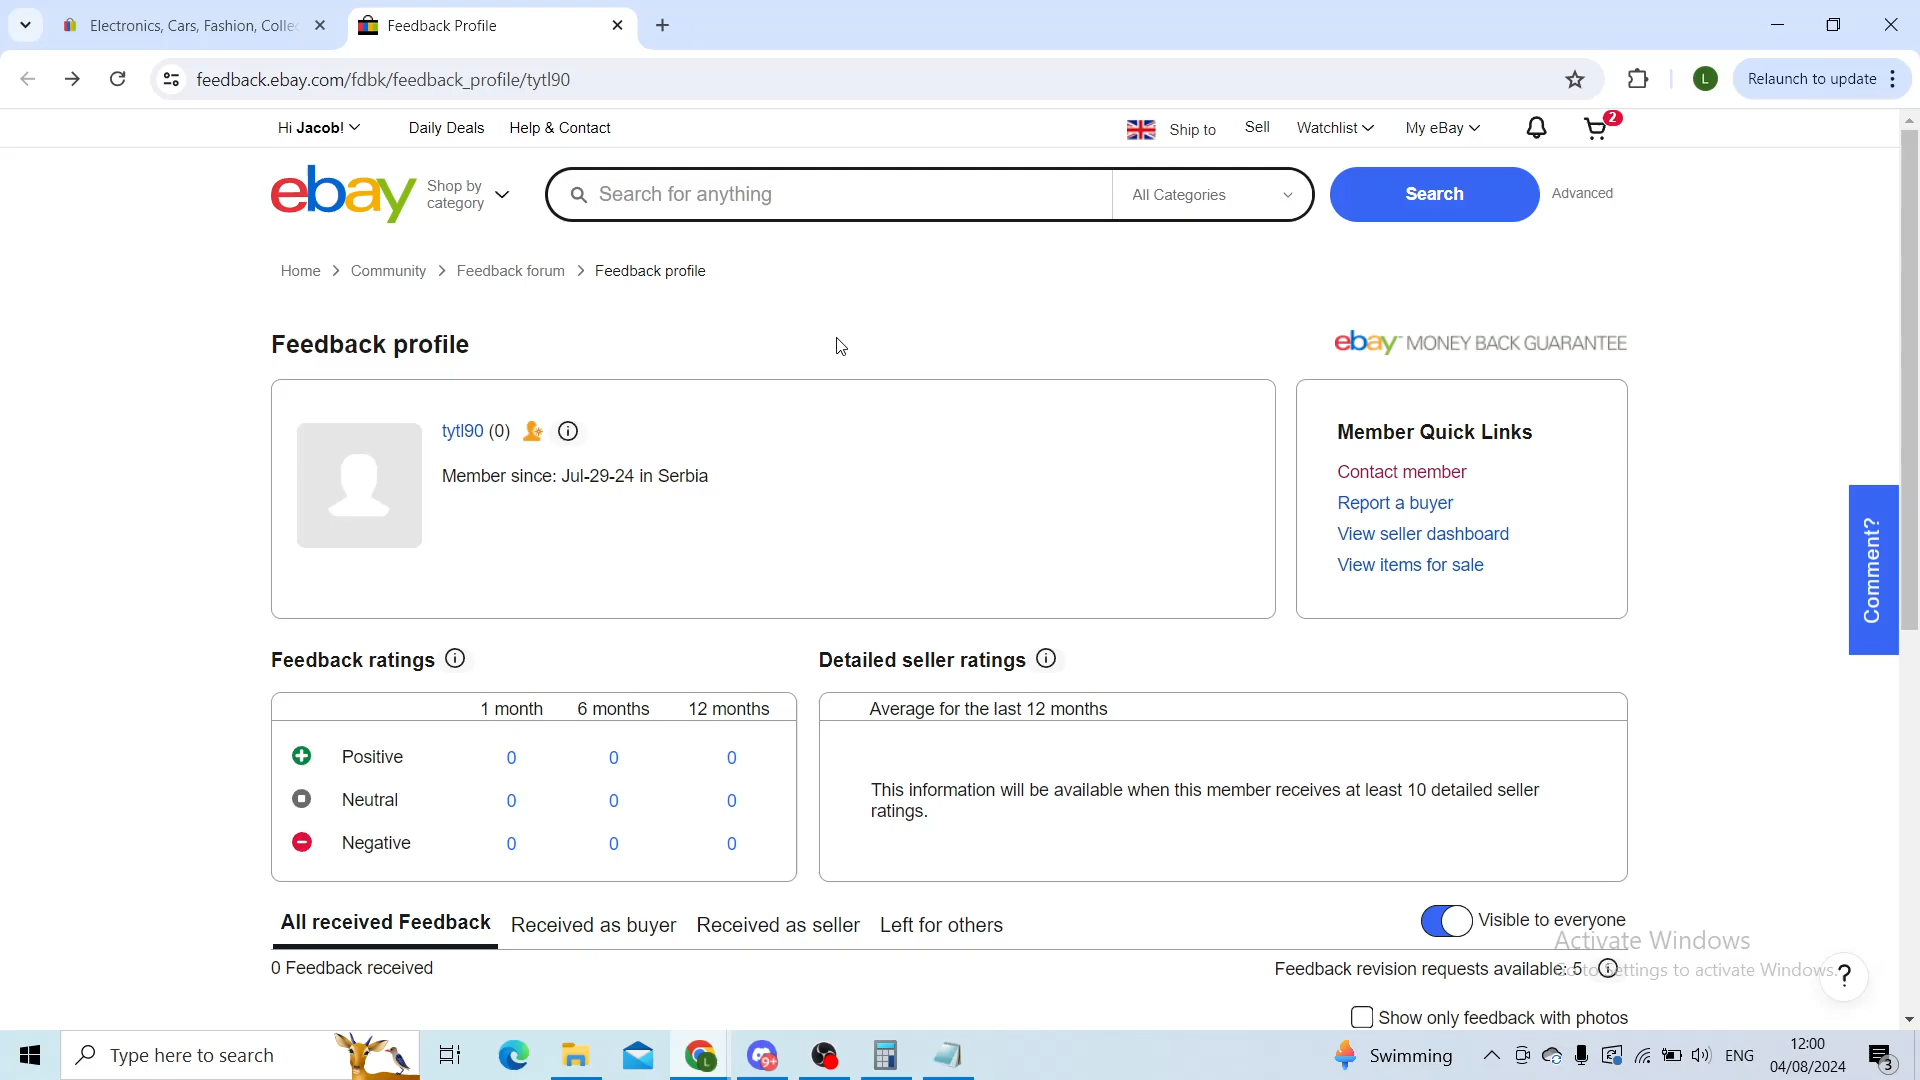 Electronics, Cars, Fashion, Colle
Feedback Profile
feedback.ebay.com/fdbk/feedback_profile/tytl90
L
Relaunch to update
Hi Jacob!
Daily Deals
Help & Contact
Ship to
Sell
Watchlist
My eBay
2
ebay
Shop by
category
Search for anything
All Categories
Search
Advanced
Home
Community
Feedback forum
Feedback profile
Feedback profile
ebay™ MONEY BACK GUARANTEE
tytl90 (0)
Member since: Jul-29-24 in Serbia
Member Quick Links
Contact member
Report a buyer
View seller dashboard
View items for sale
Comment?
Feedback ratings
Detailed seller ratings
1 month 6 months 12 months
Positive 0 0 0
Neutral 0 0 0
Negative 0 0 0
Average for the last 12 months
This information will be available when this member receives at least 10 detailed seller
ratings.
All received Feedback
Received as buyer
Received as seller
Left for others
Visible to everyone
0 Feedback received
Feedback revision requests available: 5
Activate Windows
Go to Settings to activate Windows.
?
Show only feedback with photos
Type here to search
L
9+
Swimming
ENG
12:00
04/08/2024
3